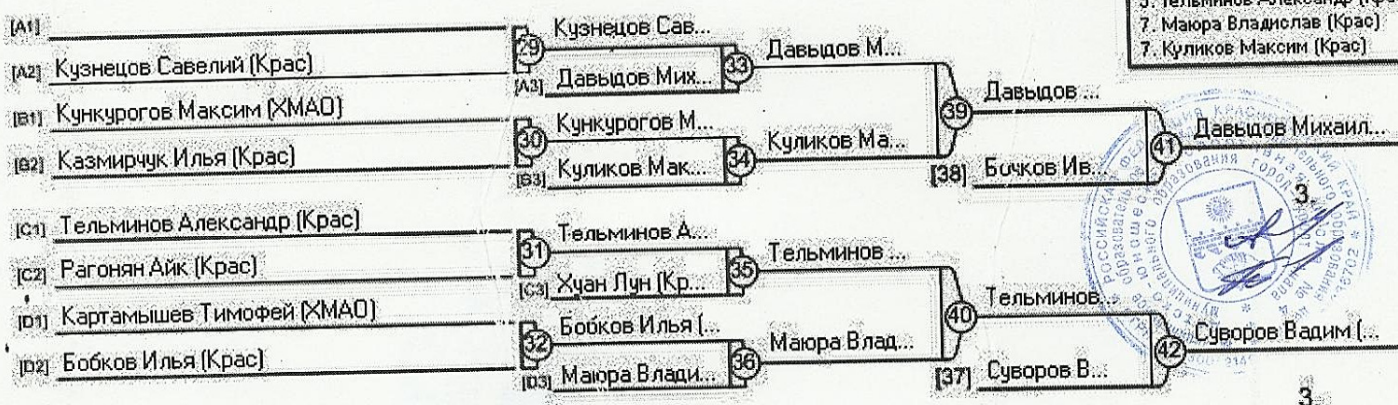 7. Маюра Владислав (Крас)
7. Куликов Максим (Крас)
[A1]
[A2] Кузнецов Савелий (Крас)
[B1] Кункурогов Максим (ХМАО)
[B2] Казмирчук Илья (Крас)
[C1] Тельминов Александр (Крас)
[C2] Рагонян Айк (Крас)
[D1] Картамышев Тимофей (ХМАО)
[D2] Бобков Илья (Крас)
29
30
31
32
Кузнецов Сав...
[A3] Давыдов Мих...
Кункурогов М...
[B3] Куликов Мак...
Тельминов А...
[C3] Хуан Лун (Кр...
Бобков Илья (...
[D3] Маюра Влади...
33
34
35
36
Давыдов М...
Куликов Ма...
Тельминов ...
Маюра Влад...
39
40
Давыдов ...
[38] Бочков Ив...
Тельминов...
[37] Суворов В...
41
42
Давыдов Михаил...
3.
Суворов Вадим (...
3.